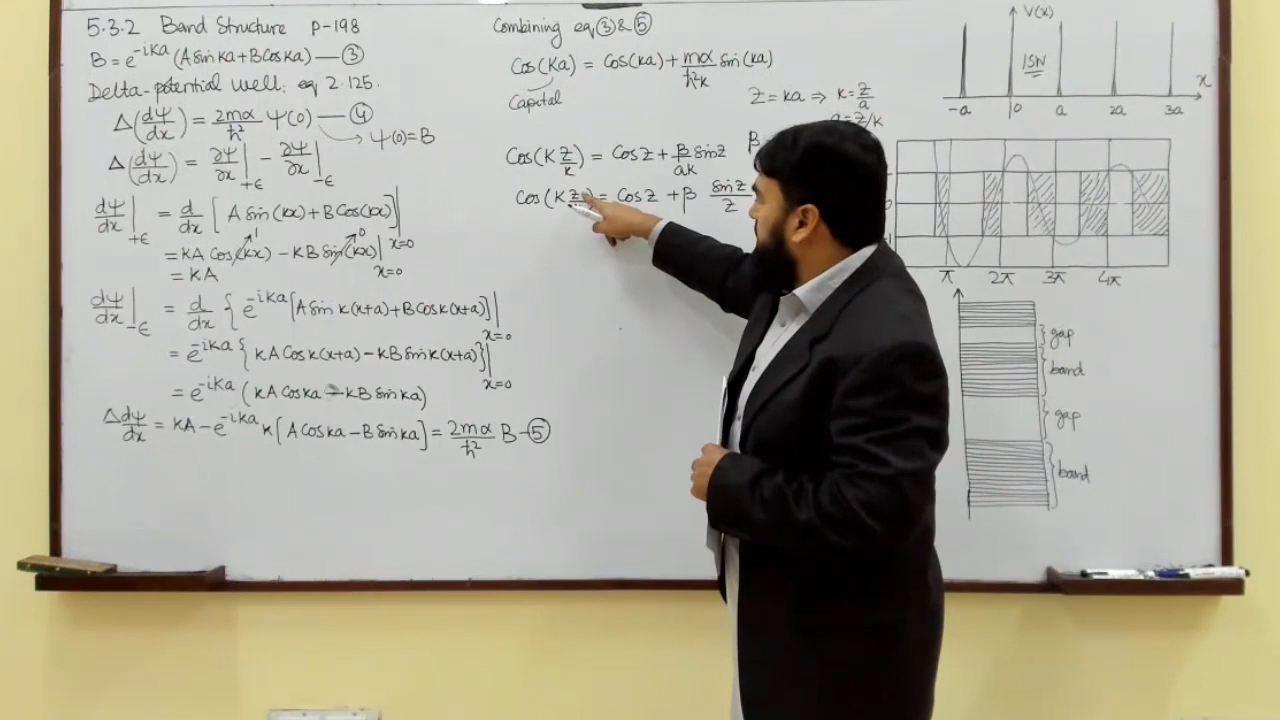 5.3.2 Band Structure P-198
B = e^{-iKa} (A sin ka + B cos ka) — ③
Delta-potential well: eq 2.125.
Δ(dψ/dx) = 2mα/ħ² ψ(0) — ④
→ ψ(0) = B
Δ(dψ/dx) = ∂ψ/∂x|_{+ε} - ∂ψ/∂x|_{-ε}
dψ/dx|_{+ε} = d/dx [A sin(kx) + B cos(kx)]|_{x=0}
= kA cos(kx) - kB sin(kx)|_{x=0}
1 0
= kA
dψ/dx|_{-ε} = d/dx {e^{-iKa} [A sin k(x+a) + B cos k(x+a)]|_{x=0}
= e^{-iKa} {kA cos k(x+a) - kB sin k(x+a)}|_{x=0}
= e^{-iKa} (kA cos ka - kB sin ka)
Δdψ/dx = kA - e^{-iKa} k[A cos ka - B sin ka] = 2mα/ħ² B — ⑤
Combining eq ③ & ⑤
Cos(Ka) = cos(ka) + mα/ħ²k sin(ka)
Capital
Z = ka ⇒ k = Z/a
a = Z/k
Cos(K Z/k) = Cos Z + β/ak sin Z β
Cos(K Z = Cos Z + β sin Z/Z
V(x)
ISN
x
-a 0 a 2a 3a
π 2π 3π 4π
gap
band
gap
band